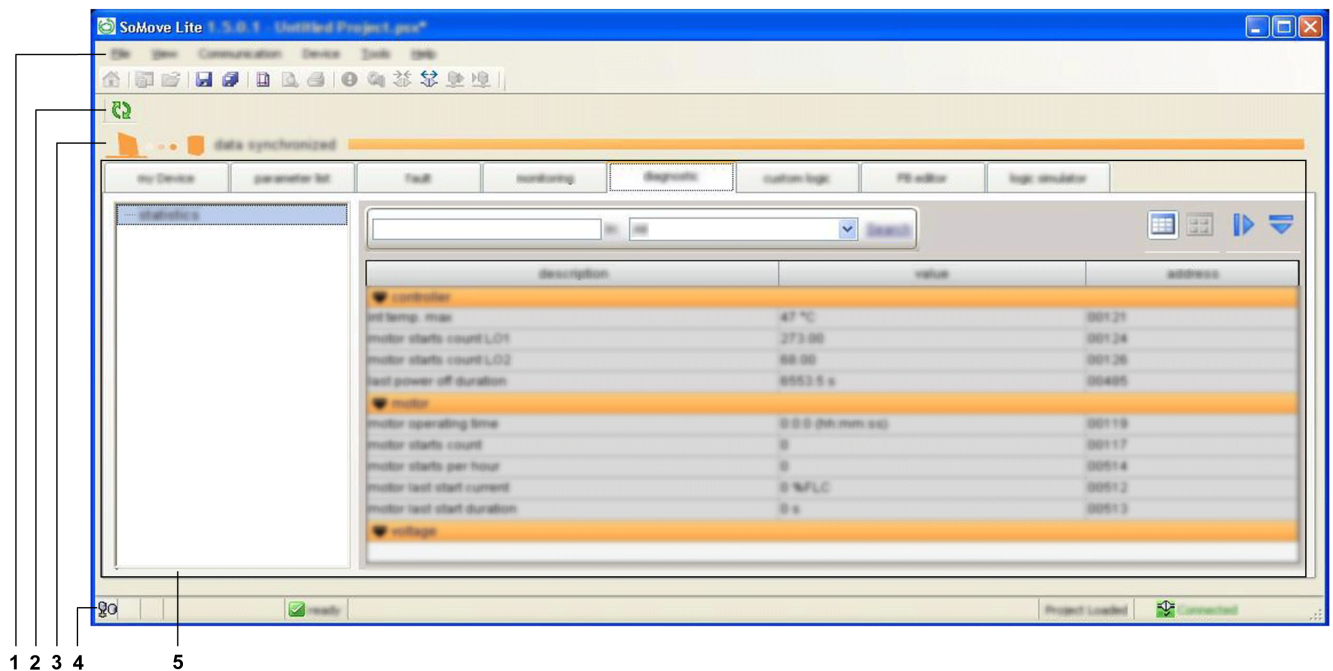 SoMove Lite 1.5.0.1 - Untitled Project.psx*
File View Communication Device Tools Help
data synchronized
my Device parameter list fault monitoring diagnostic custom logic FB editor logic simulator
statistics
in: All Search
description value address
controller
int temp. max 47 °C 00121
motor starts count LO1 273.00 00124
motor starts count LO2 68.00 00126
last power off duration 6553.5 s 00485
motor
motor operating time 0:0:0 (hh:mm:ss) 00119
motor starts count 0 00117
motor starts per hour 0 00514
motor last start current 0 %FLC 00512
motor last start duration 0 s 00513
voltage
ready Project Loaded Connected
1 2 3 4 5